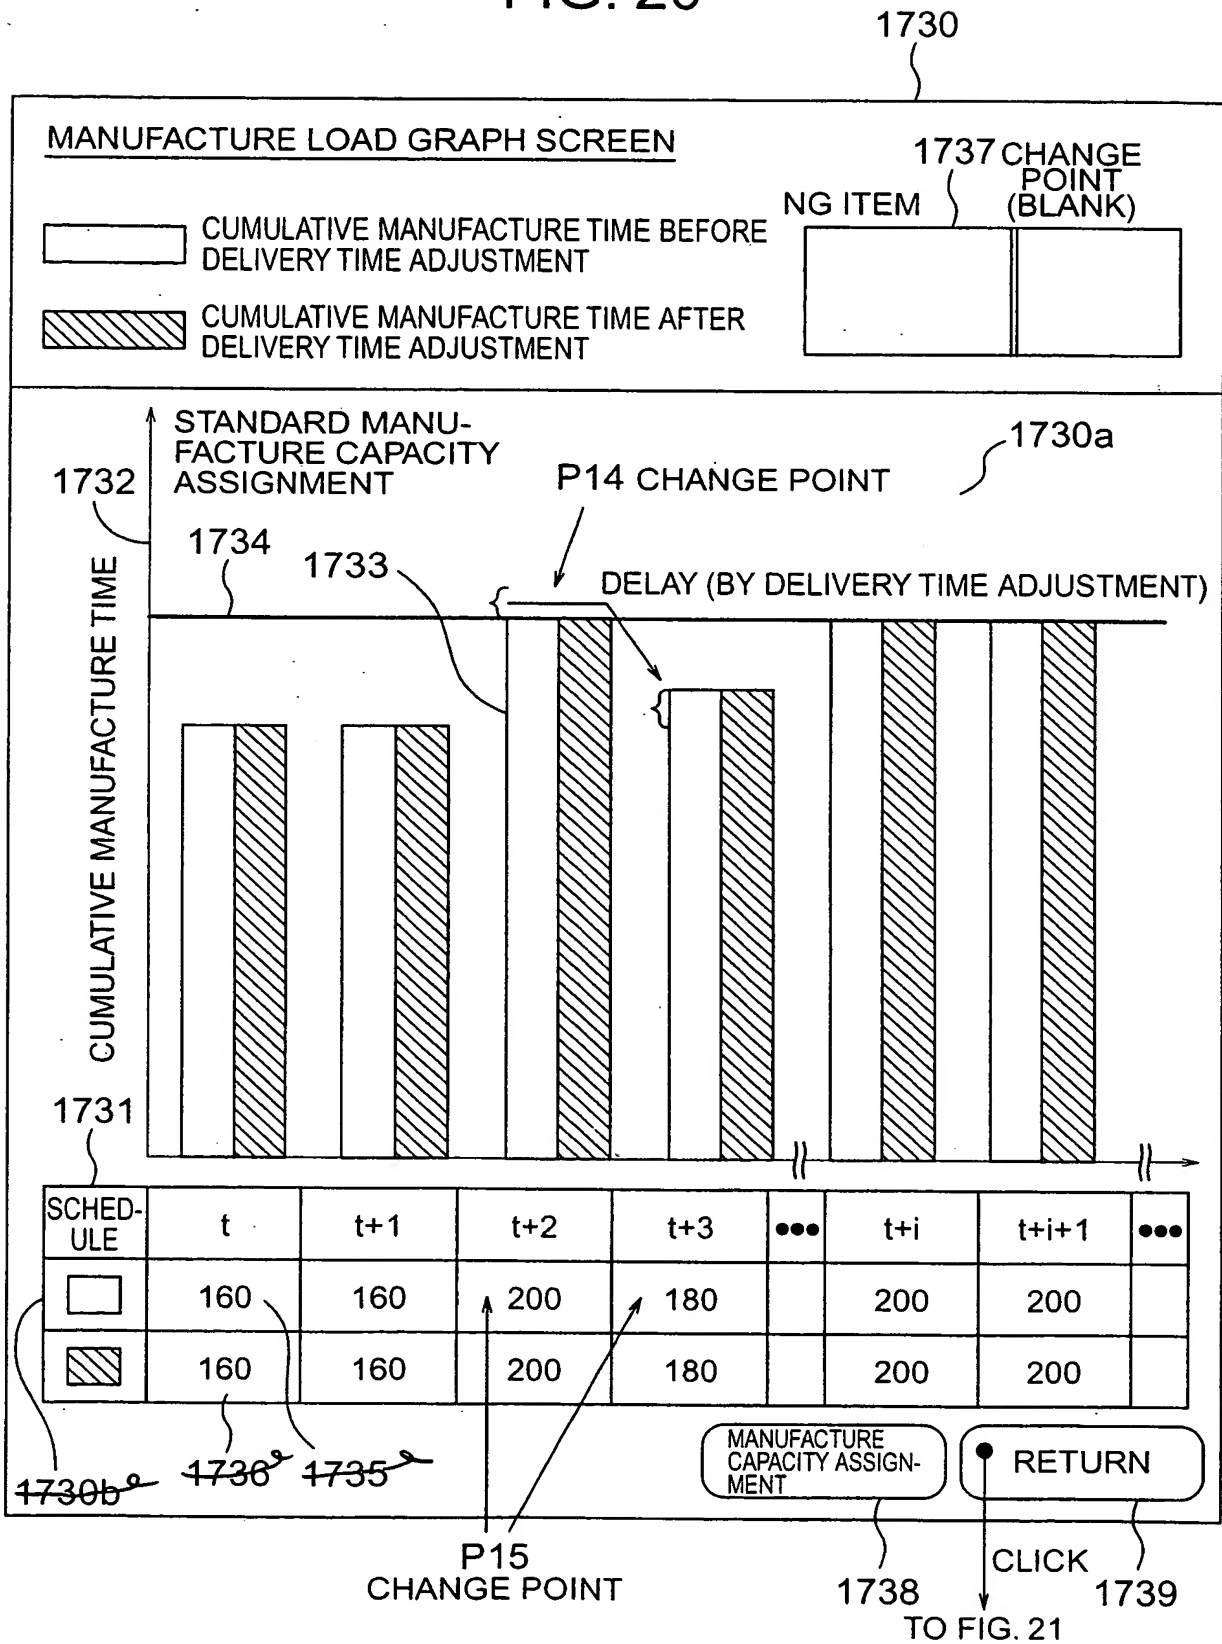 1730
MANUFACTURE LOAD GRAPH SCREEN
1737 CHANGE
POINT
NG ITEM (BLANK)
CUMULATIVE MANUFACTURE TIME BEFORE
DELIVERY TIME ADJUSTMENT
CUMULATIVE MANUFACTURE TIME AFTER
DELIVERY TIME ADJUSTMENT
STANDARD MANU-
FACTURE CAPACITY
ASSIGNMENT
1730a
1732
P14 CHANGE POINT
1734
1733
DELAY (BY DELIVERY TIME ADJUSTMENT)
CUMULATIVE MANUFACTURE TIME
1731
SCHED-
ULE t t+1 t+2 t+3 ••• t+i t+i+1 •••
160 160 200 180 200 200
160 160 200 180 200 200
1730b 1736 1735
MANUFACTURE
CAPACITY ASSIGN-
MENT
RETURN
P15
CHANGE POINT
1738
CLICK
1739
TO FIG. 21